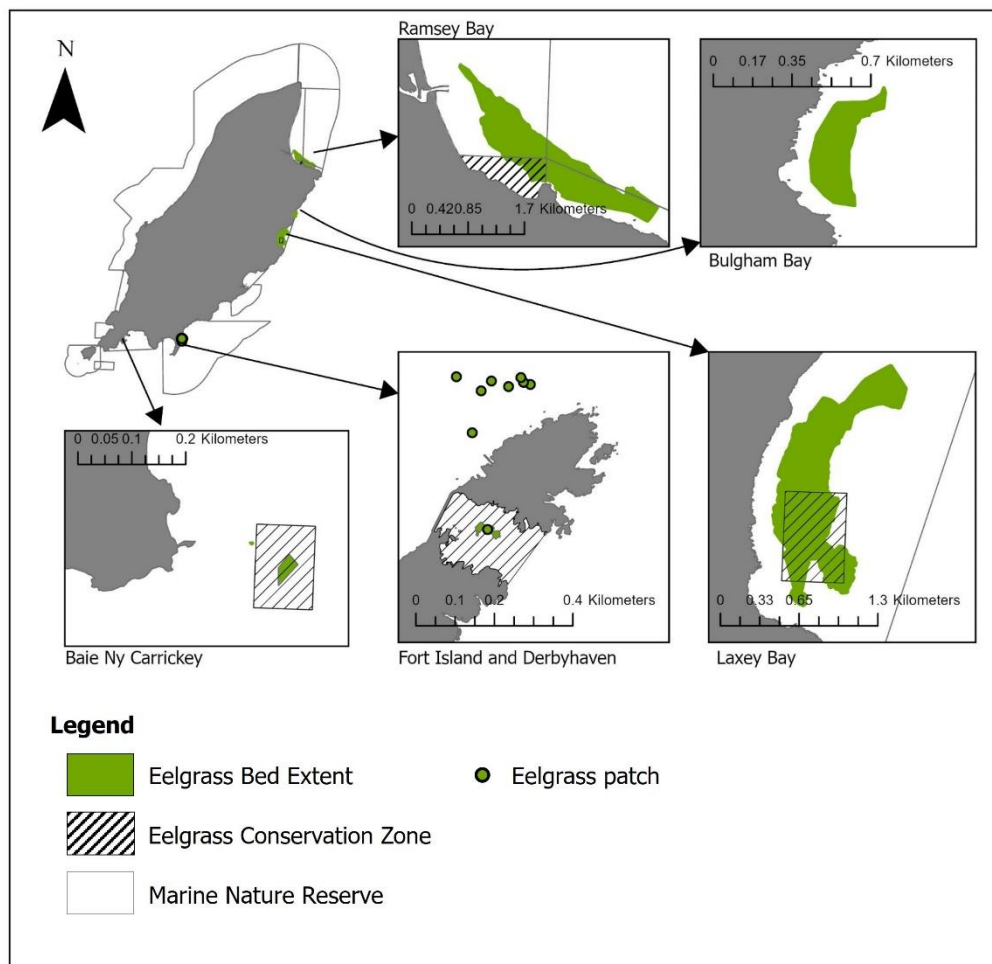 Ramsey Bay
N
0 0.42 0.85 1.7 Kilometers
0 0.17 0.35 0.7 Kilometers
Bulgham Bay
0 0.05 0.1 0.2 Kilometers
Baie Ny Carrickey
0 0.1 0.2 0.4 Kilometers
Fort Island and Derbyhaven
0 0.33 0.65 1.3 Kilometers
Laxey Bay
Legend
Eelgrass Bed Extent
Eelgrass patch
Eelgrass Conservation Zone
Marine Nature Reserve